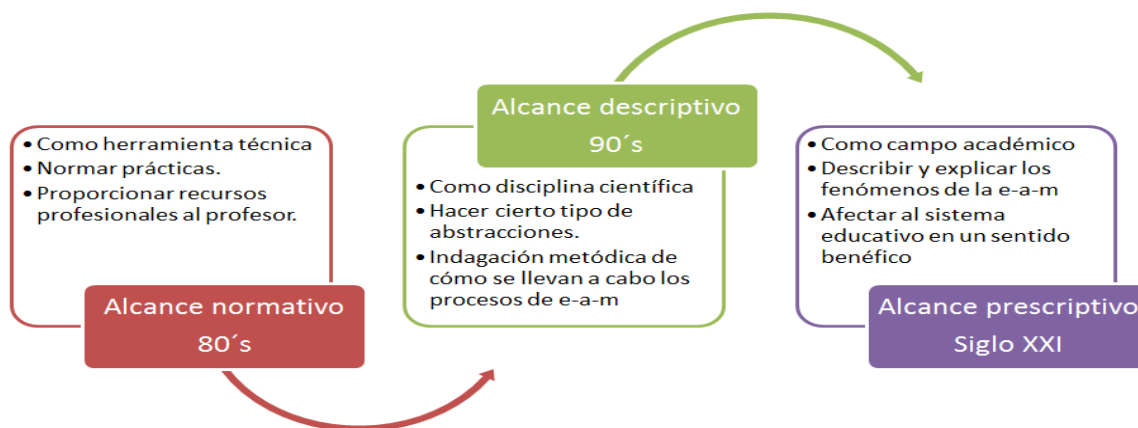 • Como herramienta técnica
• Normar prácticas.
• Proporcionar recursos
profesionales al profesor.
Alcance normativo
80´s
Alcance descriptivo
90´s
• Como disciplina científica
• Hacer cierto tipo de
abstracciones.
• Indagación metódica de
cómo se llevan a cabo los
procesos de e-a-m
• Como campo académico
• Describir y explicar los
fenómenos de la e-a-m
• Afectar al sistema
educativo en un sentido
benéfico
Alcance prescriptivo
Siglo XXI